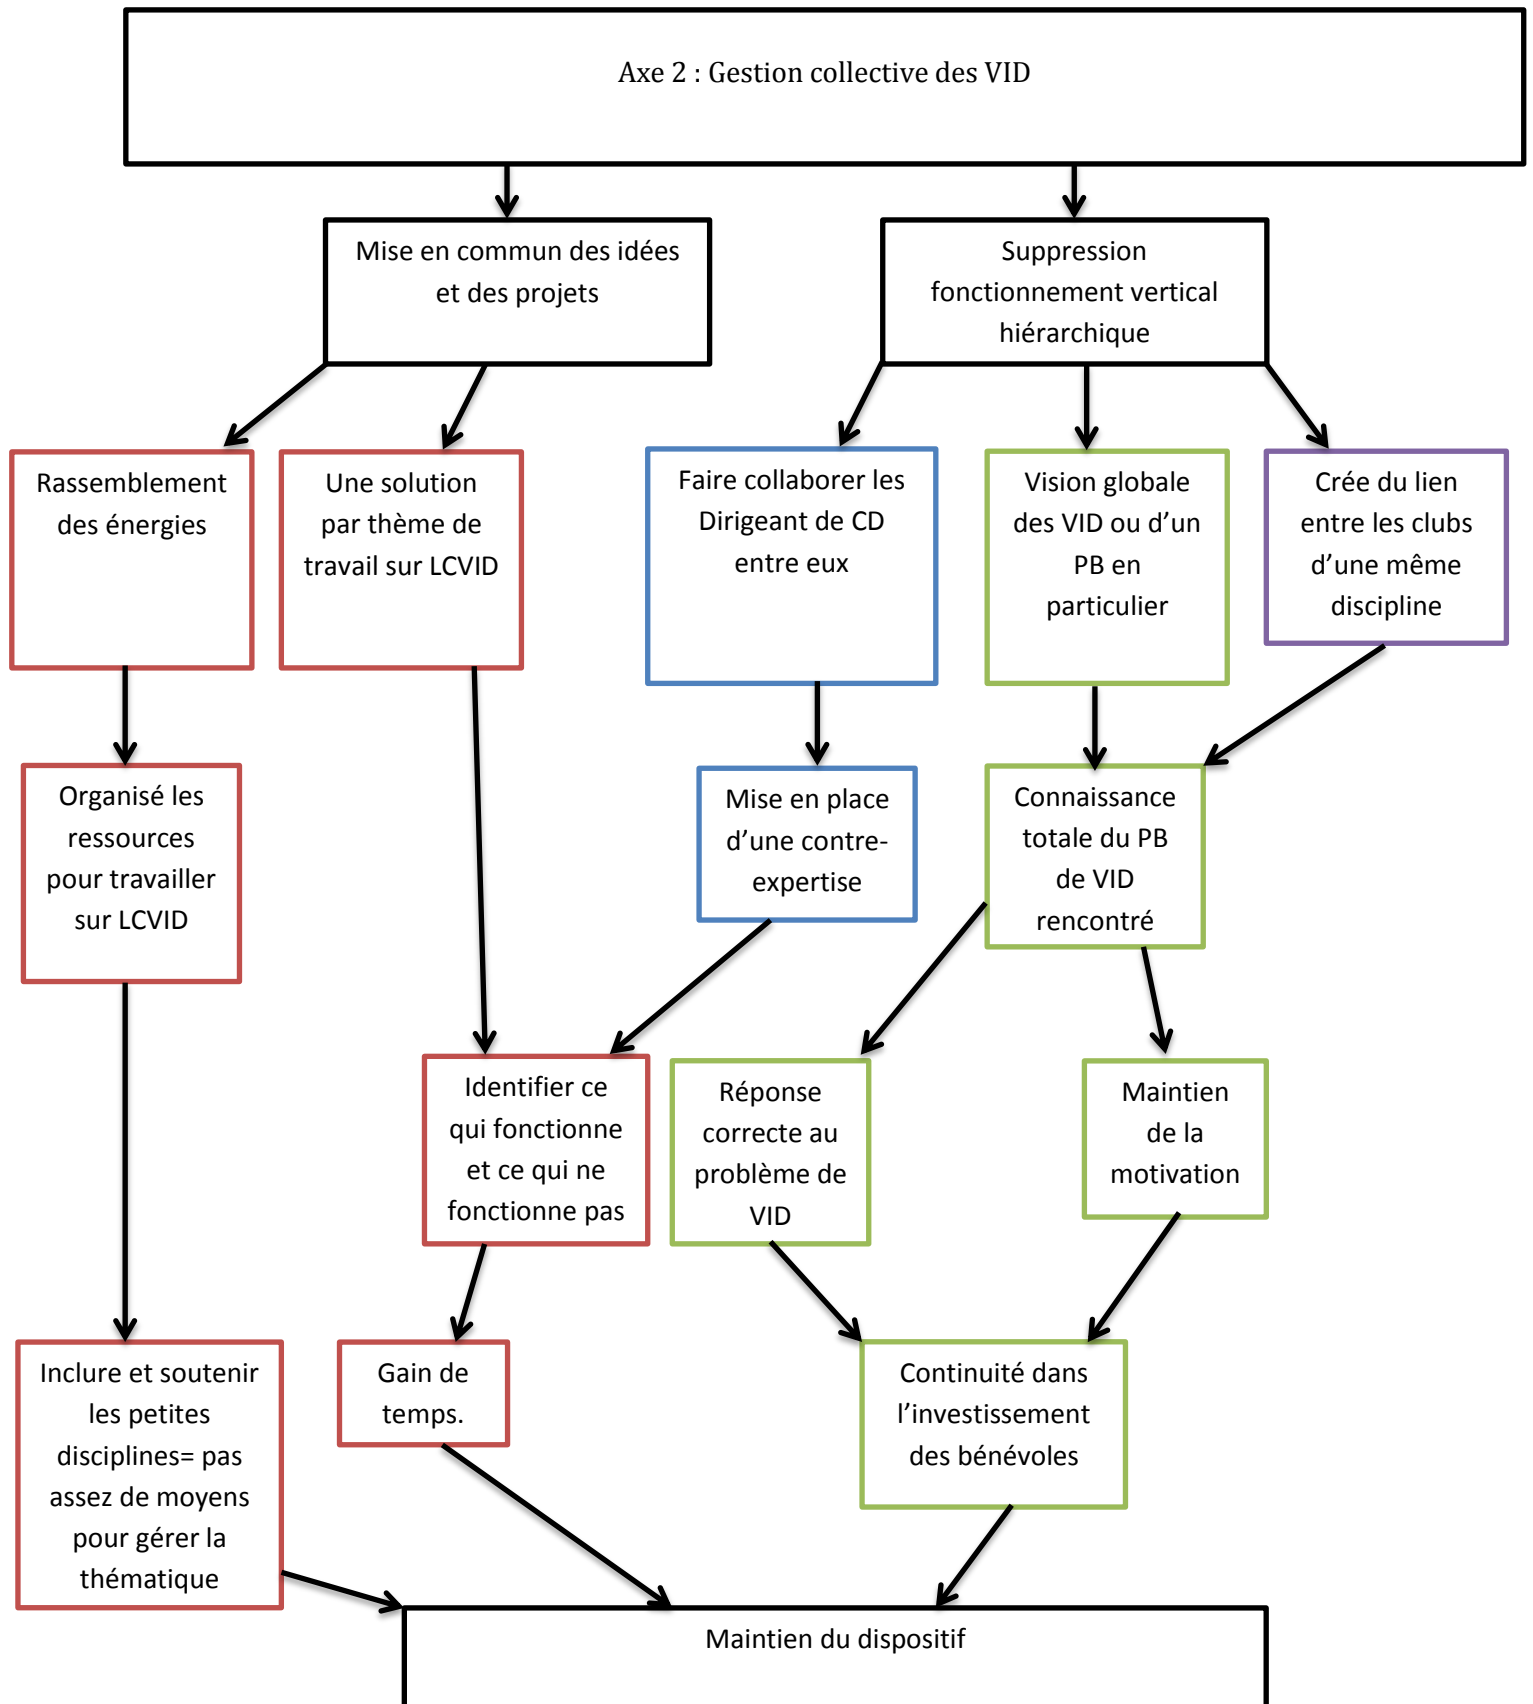 Axe 2 : Gestion collective des VID
Mise en commun des idées
et des projets
Suppression
fonctionnement vertical
hiérarchique
Rassemblement
des énergies
Une solution
par thème de
travail sur LCVID
Faire collaborer les
Dirigeant de CD
entre eux
Vision globale
des VID ou d’un
PB en
particulier
Crée du lien
entre les clubs
d’une même
discipline
Organisé les
ressources
pour travailler
sur LCVID
Mise en place
d’une contre-
expertise
Connaissance
totale du PB
de VID
rencontré
Identifier ce
qui fonctionne
et ce qui ne
fonctionne pas
Réponse
correcte au
problème de
VID
Maintien
de la
motivation
Inclure et soutenir
les petites
disciplines= pas
assez de moyens
pour gérer la
thématique
Gain de
temps.
Continuité dans
l’investissement
des bénévoles
Maintien du dispositif